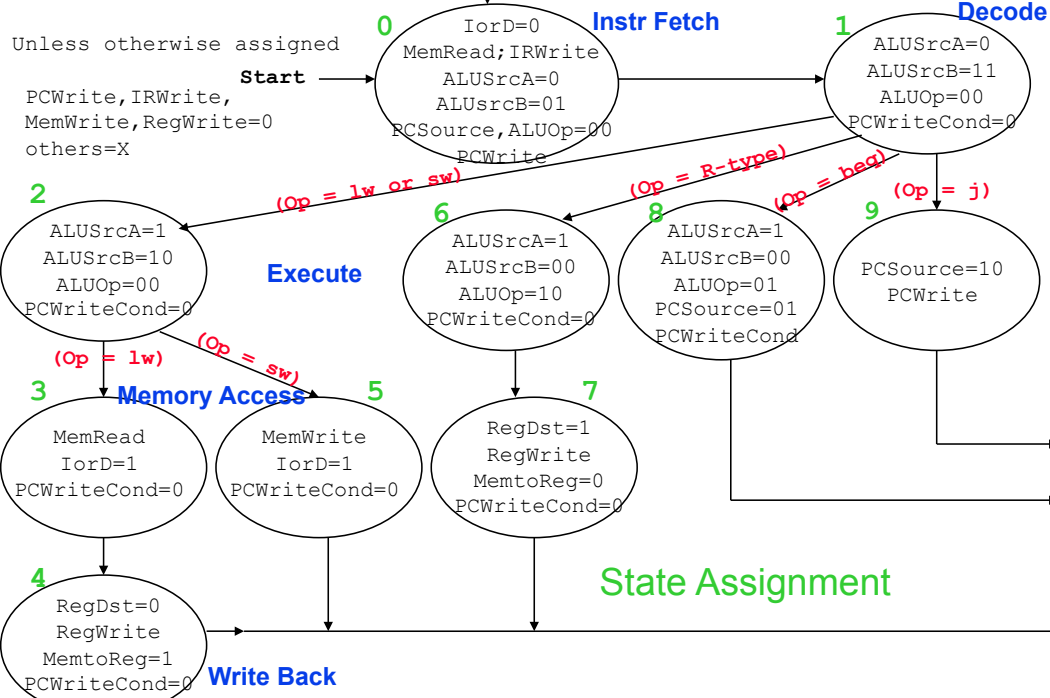 0
IorD=0
MemRead;IRWrite
ALUSrcA=0
ALUsrcB=01
PCSource,ALUOp=00
PCWrite
Instr Fetch
1
Decode
ALUSrcA=0
ALUSrcB=11
ALUOp=00
PCWriteCond=0
Unless otherwise assigned
Start
PCWrite,IRWrite,
MemWrite,RegWrite=0
others=X
(Op = lw or sw)
(Op = R-type)
(Op = beq)
(Op = j)
2
ALUSrcA=1
ALUSrcB=10
ALUOp=00
PCWriteCond=0
Execute
6
ALUSrcA=1
ALUSrcB=00
ALUOp=10
PCWriteCond=0
8
ALUSrcA=1
ALUSrcB=00
ALUOp=01
PCSource=01
PCWriteCond
9
PCSource=10
PCWrite
(Op = lw)
(Op = sw)
Memory Access
3
MemRead
IorD=1
PCWriteCond=0
5
MemWrite
IorD=1
PCWriteCond=0
7
RegDst=1
RegWrite
MemtoReg=0
PCWriteCond=0
4
RegDst=0
RegWrite
MemtoReg=1
PCWriteCond=0
Write Back
State Assignment